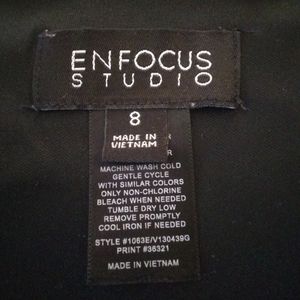 ENFOCUS
STUDIO
8
MADE IN
VIETNAM
R
R
MACHINE WASH COLD
GENTLE CYCLE
WITH SIMILAR COLORS
ONLY NON-CHLORINE
BLEACH WHEN NEEDED
TUMBLE DRY LOW
REMOVE PROMPTLY
COOL IRON IF NEEDED
STYLE #1063E/V130439G
PRINT #36321
MADE IN VIETNAM